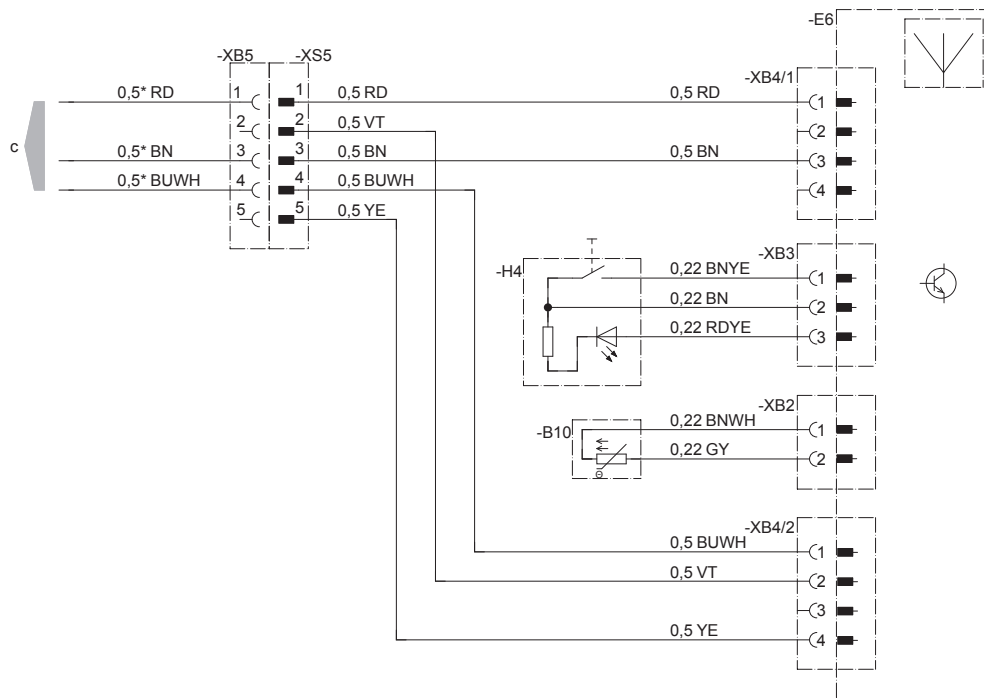 -E6
-XB5 -XS5
-XB4/1
0,5* RD 1 1 0,5 RD 0,5 RD 1
2 2 0,5 VT 2
c
0,5* BN 3 3 0,5 BN 0,5 BN 3
0,5* BUWH 4 4 0,5 BUWH 4
5 5 0,5 YE
-XB3
-H4 0,22 BNYE 1
0,22 BN 2
0,22 RDYE 3
-XB2
-B10 0,22 BNWH 1
0,22 GY 2
Θ
-XB4/2
0,5 BUWH 1
0,5 VT 2
3
0,5 YE 4